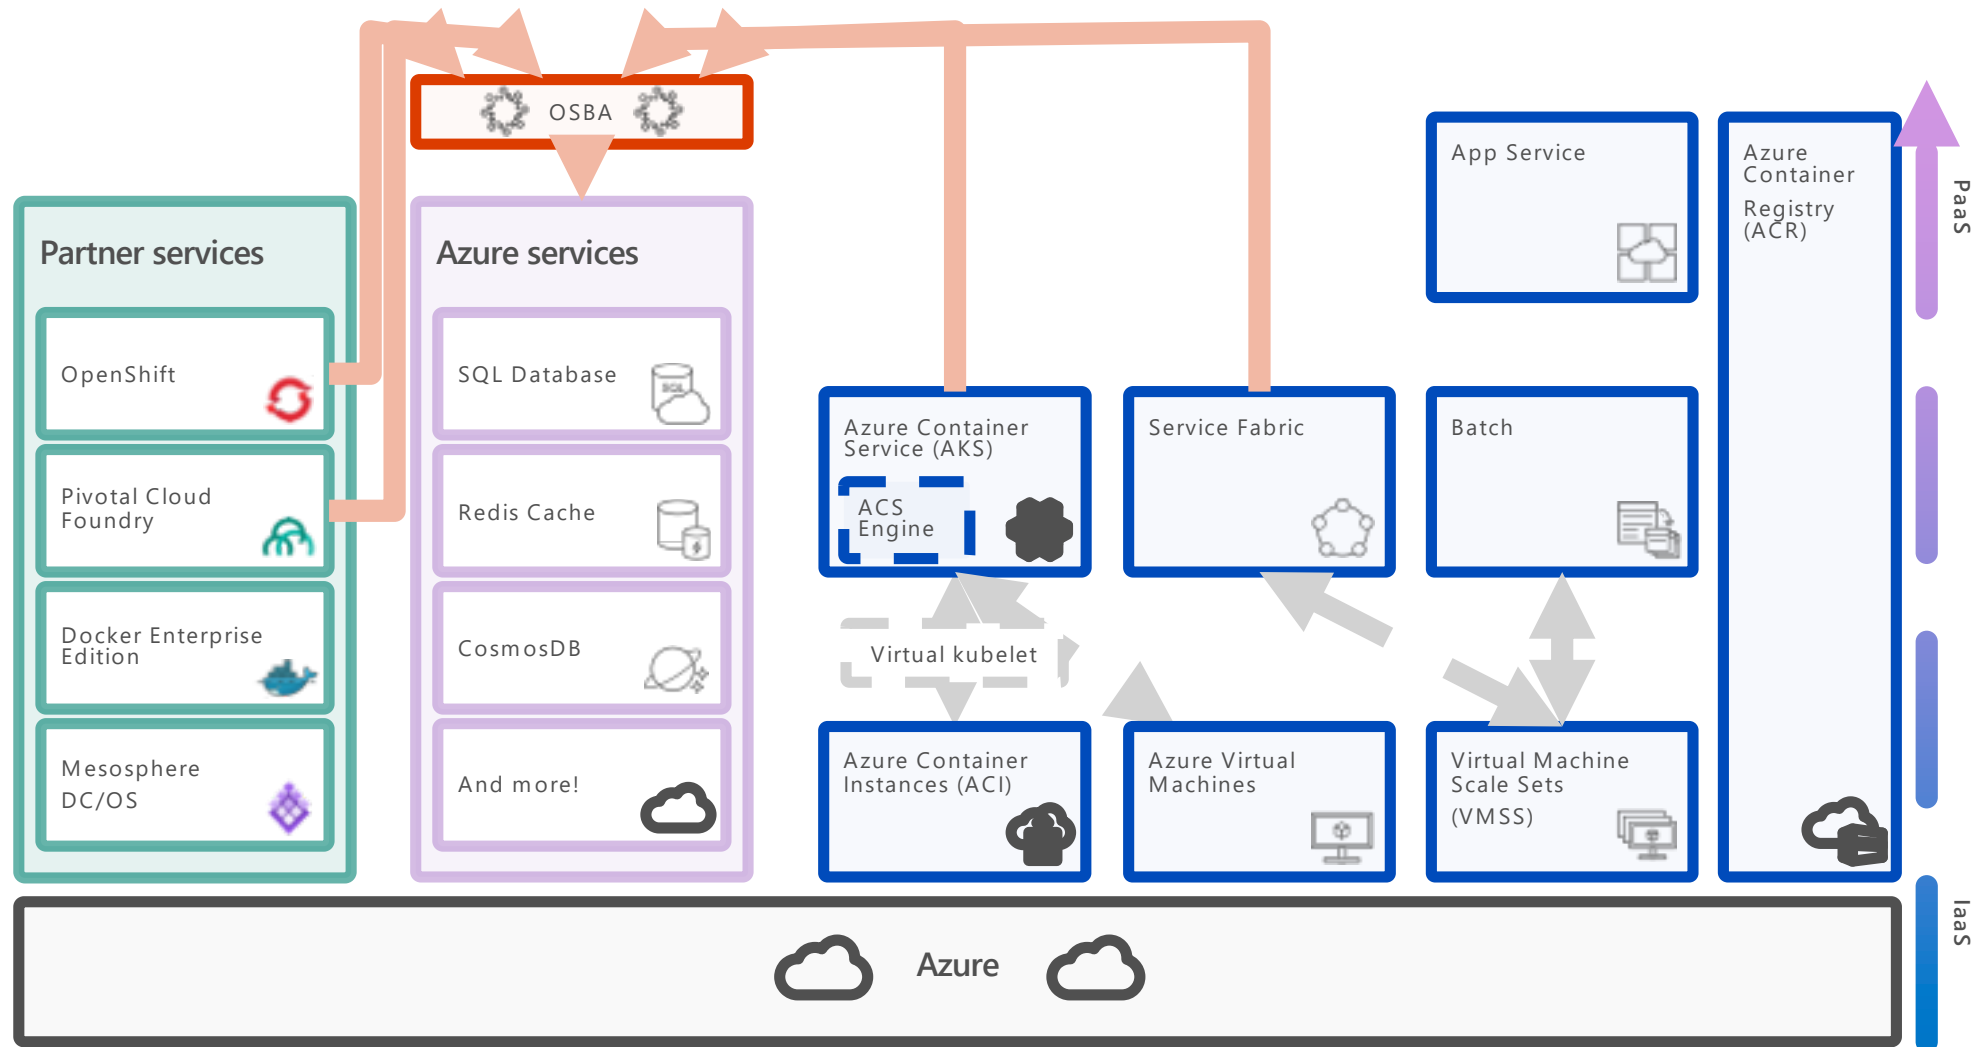 OSBA
Partner services
OpenShift
Pivotal Cloud
Foundry
Docker Enterprise
Edition
Mesosphere
DC/OS
Azure services
SQL Database
SQL
Redis Cache
CosmosDB
And more!
Azure Container
Service (AKS)
ACS
Engine
Service Fabric
App Service
Batch
Azure
Container
Registry
(ACR)
Virtual kubelet
Azure Container
Instances (ACI)
Azure Virtual
Machines
Virtual Machine
Scale Sets
(VMSS)
PaaS
IaaS
Azure